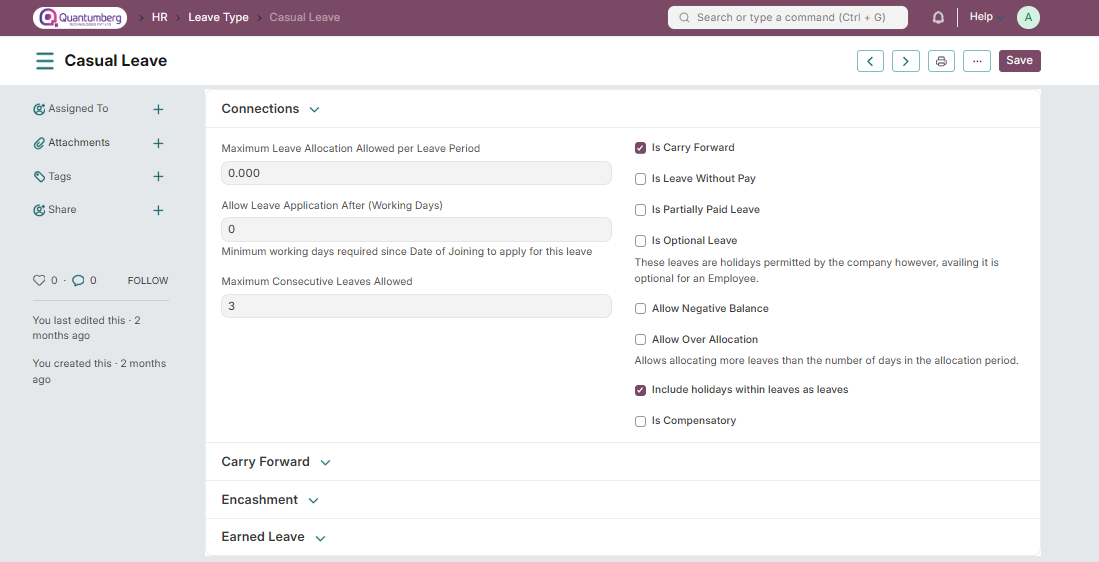 Quantumberg
HR
Leave Type
Casual Leave
Search or type a command (Ctrl + G)
Help
A
Casual Leave
...
Save
Assigned To
Attachments
Tags
Share
0 · 0 FOLLOW
You last edited this · 2
months ago
You created this · 2 months
ago
Connections
Maximum Leave Allocation Allowed per Leave Period
0.000
Allow Leave Application After (Working Days)
0
Minimum working days required since Date of Joining to apply for this leave
Maximum Consecutive Leaves Allowed
3
Is Carry Forward
Is Leave Without Pay
Is Partially Paid Leave
Is Optional Leave
These leaves are holidays permitted by the company however, availing it is
optional for an Employee.
Allow Negative Balance
Allow Over Allocation
Allows allocating more leaves than the number of days in the allocation period.
Include holidays within leaves as leaves
Is Compensatory
Carry Forward
Encashment
Earned Leave